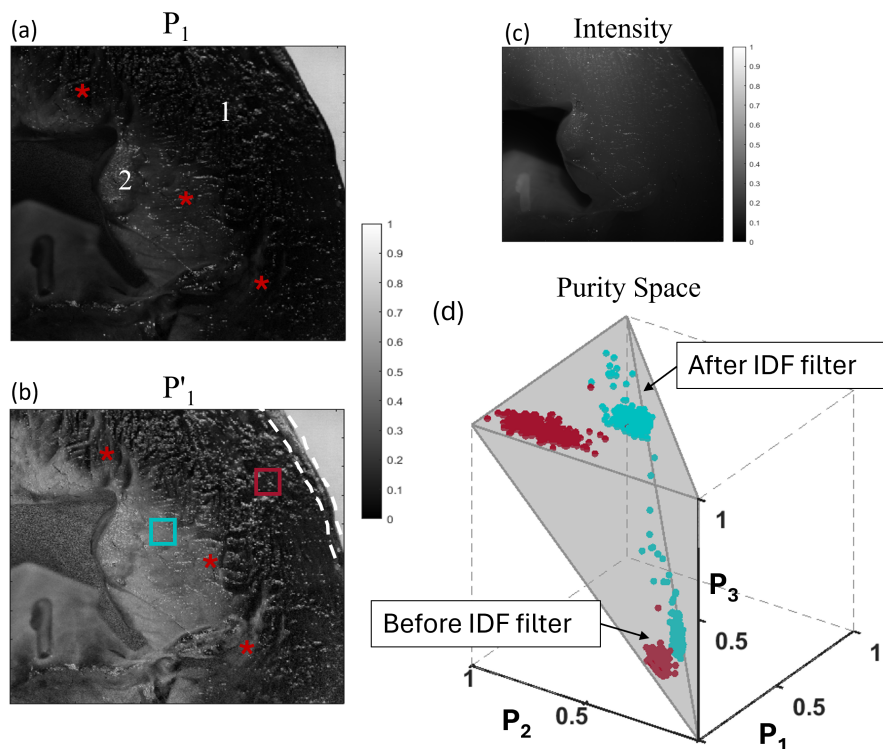 (a)
P₁
1
2
*
*
*
1
0.9
0.8
0.7
0.6
0.5
0.4
0.3
0.2
0.1
0
(b)
P'₁
*
*
*
(c)
Intensity
1
0.9
0.8
0.7
0.6
0.5
0.4
0.3
0.2
0.1
0
Purity Space
(d)
After IDF filter
Before IDF filter
1
P₃
0.5
1
0.5
P₂
1
0.5
P₁